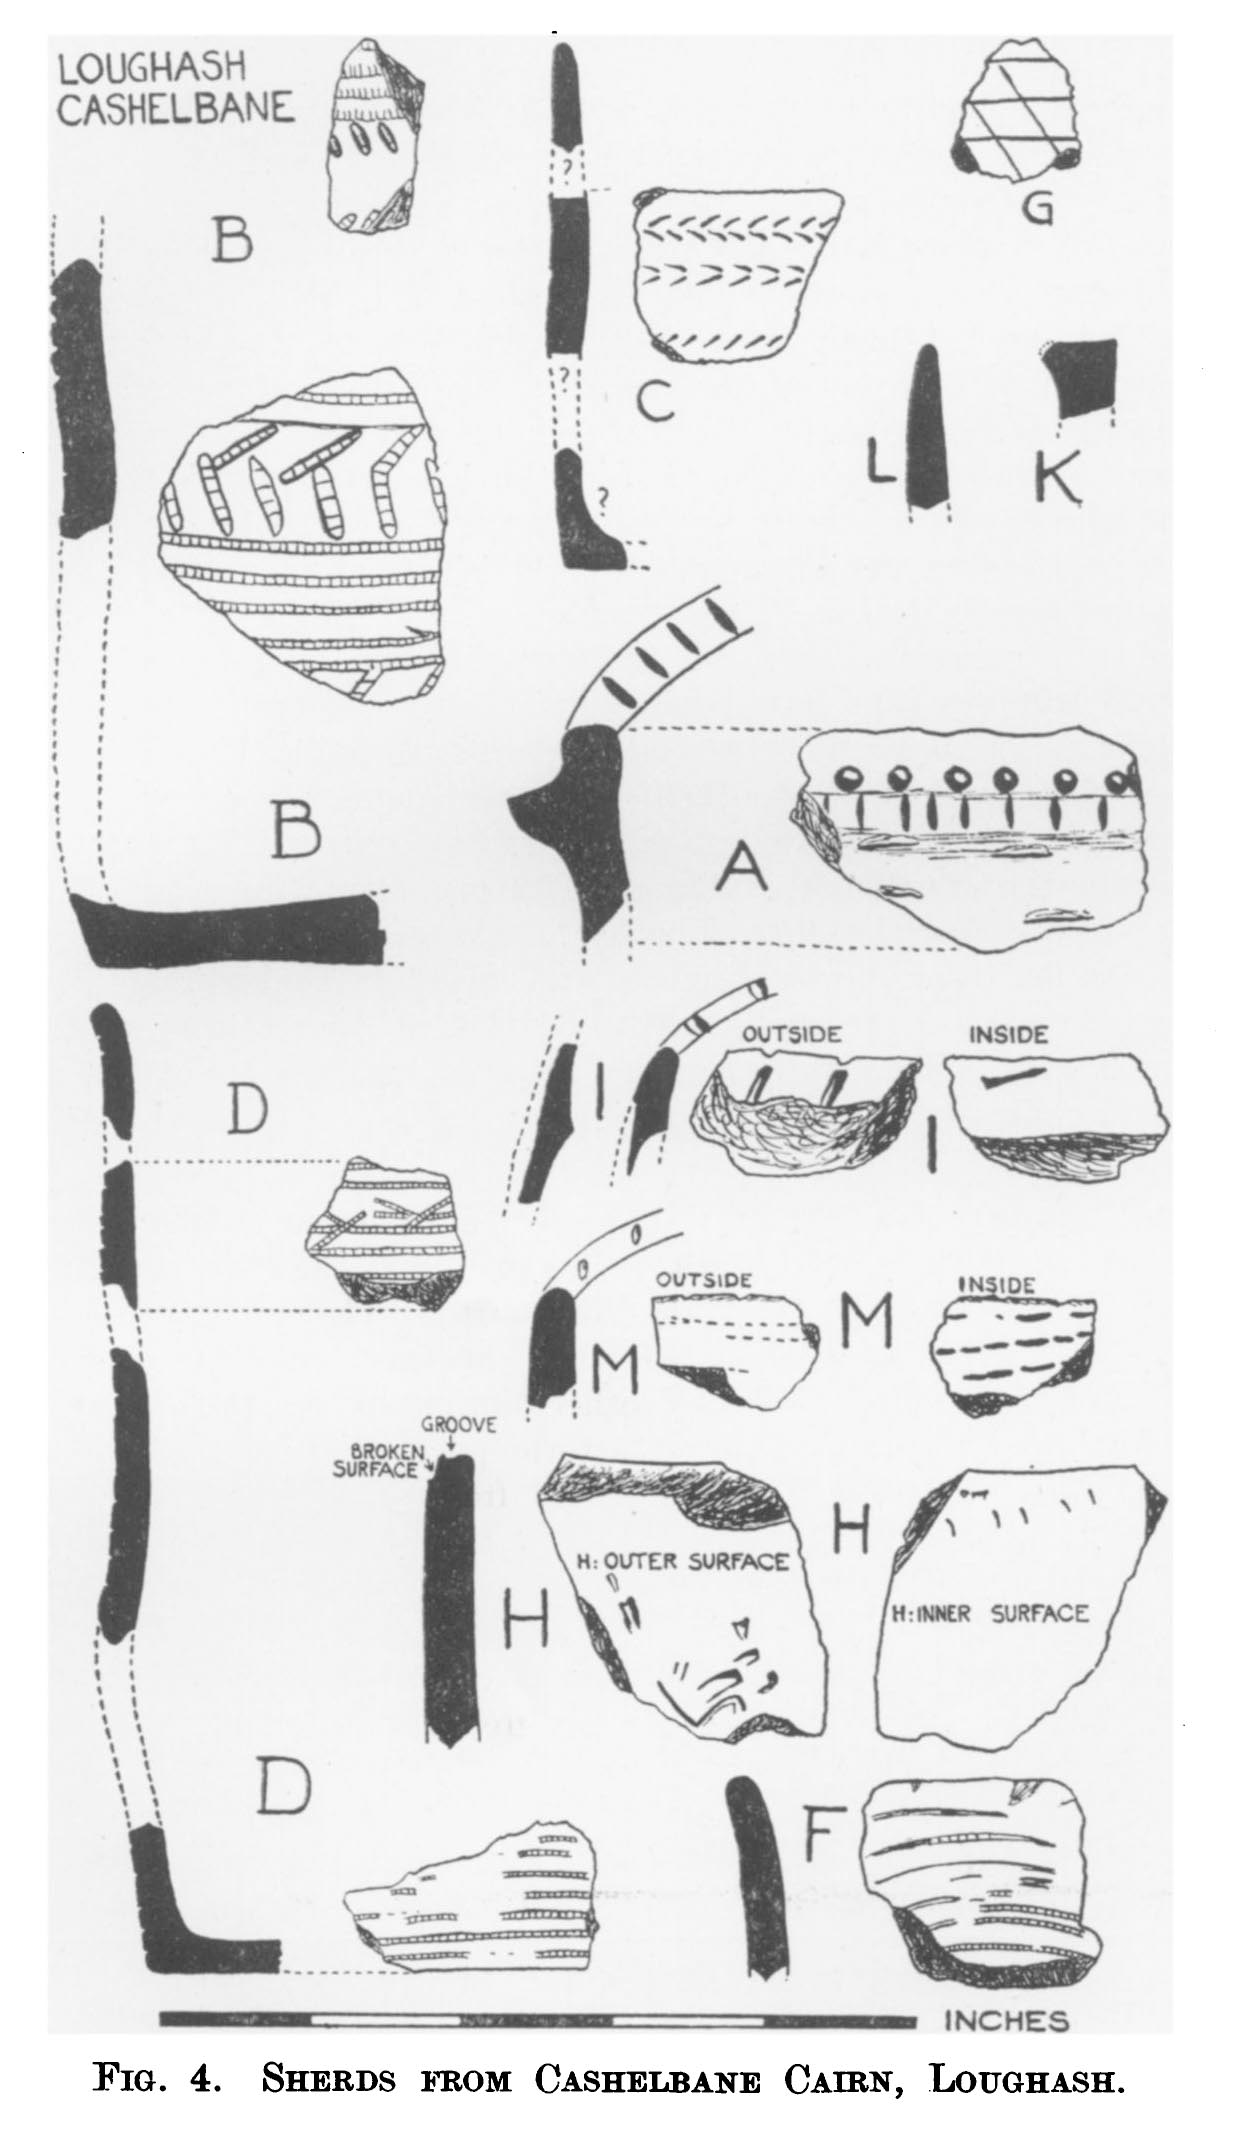 LOUGHASH
CASHELBANE
B
?
G
C
?
L
K
?
B
A
D
I
OUTSIDE
INSIDE
I
OUTSIDE
M
INSIDE
M
GROOVE
BROKEN
SURFACE
H
H: OUTER SURFACE
H
H: INNER SURFACE
D
F
INCHES
FIG. 4. SHERDS FROM CASHELBANE CAIRN, LOUGHASH.